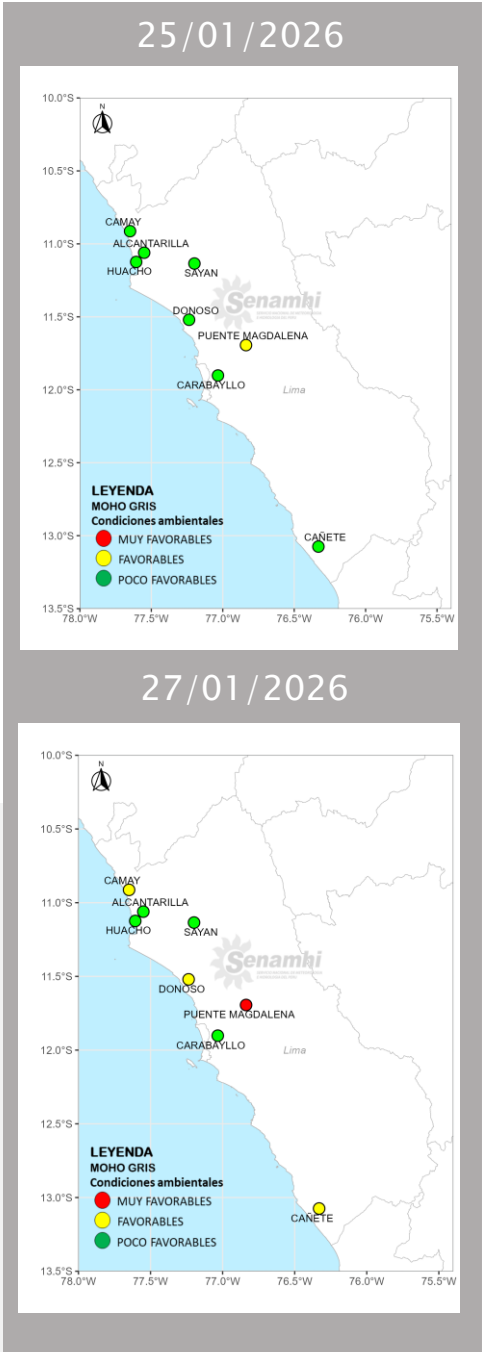 25/01/2026
10.0°S
N
10.5°S
CAMAY
11.0°S
ALCANTARILLA
HUACHO
SAYAN
Senamhi
11.5°S
DONOSO
PUENTE MAGDALENA
12.0°S
CARABAYLLO
Lima
12.5°S
LEYENDA
MOHO GRIS
Condiciones ambientales
13.0°S
CAÑETE
MUY FAVORABLES
FAVORABLES
POCO FAVORABLES
13.5°S
78.0°W 77.5°W 77.0°W 76.5°W 76.0°W 75.5°W
27/01/2026
10.0°S
N
10.5°S
CAMAY
11.0°S
ALCANTARILLA
HUACHO
SAYAN
Senamhi
11.5°S
DONOSO
PUENTE MAGDALENA
12.0°S
CARABAYLLO
Lima
12.5°S
LEYENDA
MOHO GRIS
Condiciones ambientales
13.0°S
CAÑETE
MUY FAVORABLES
FAVORABLES
POCO FAVORABLES
13.5°S
78.0°W 77.5°W 77.0°W 76.5°W 76.0°W 75.5°W